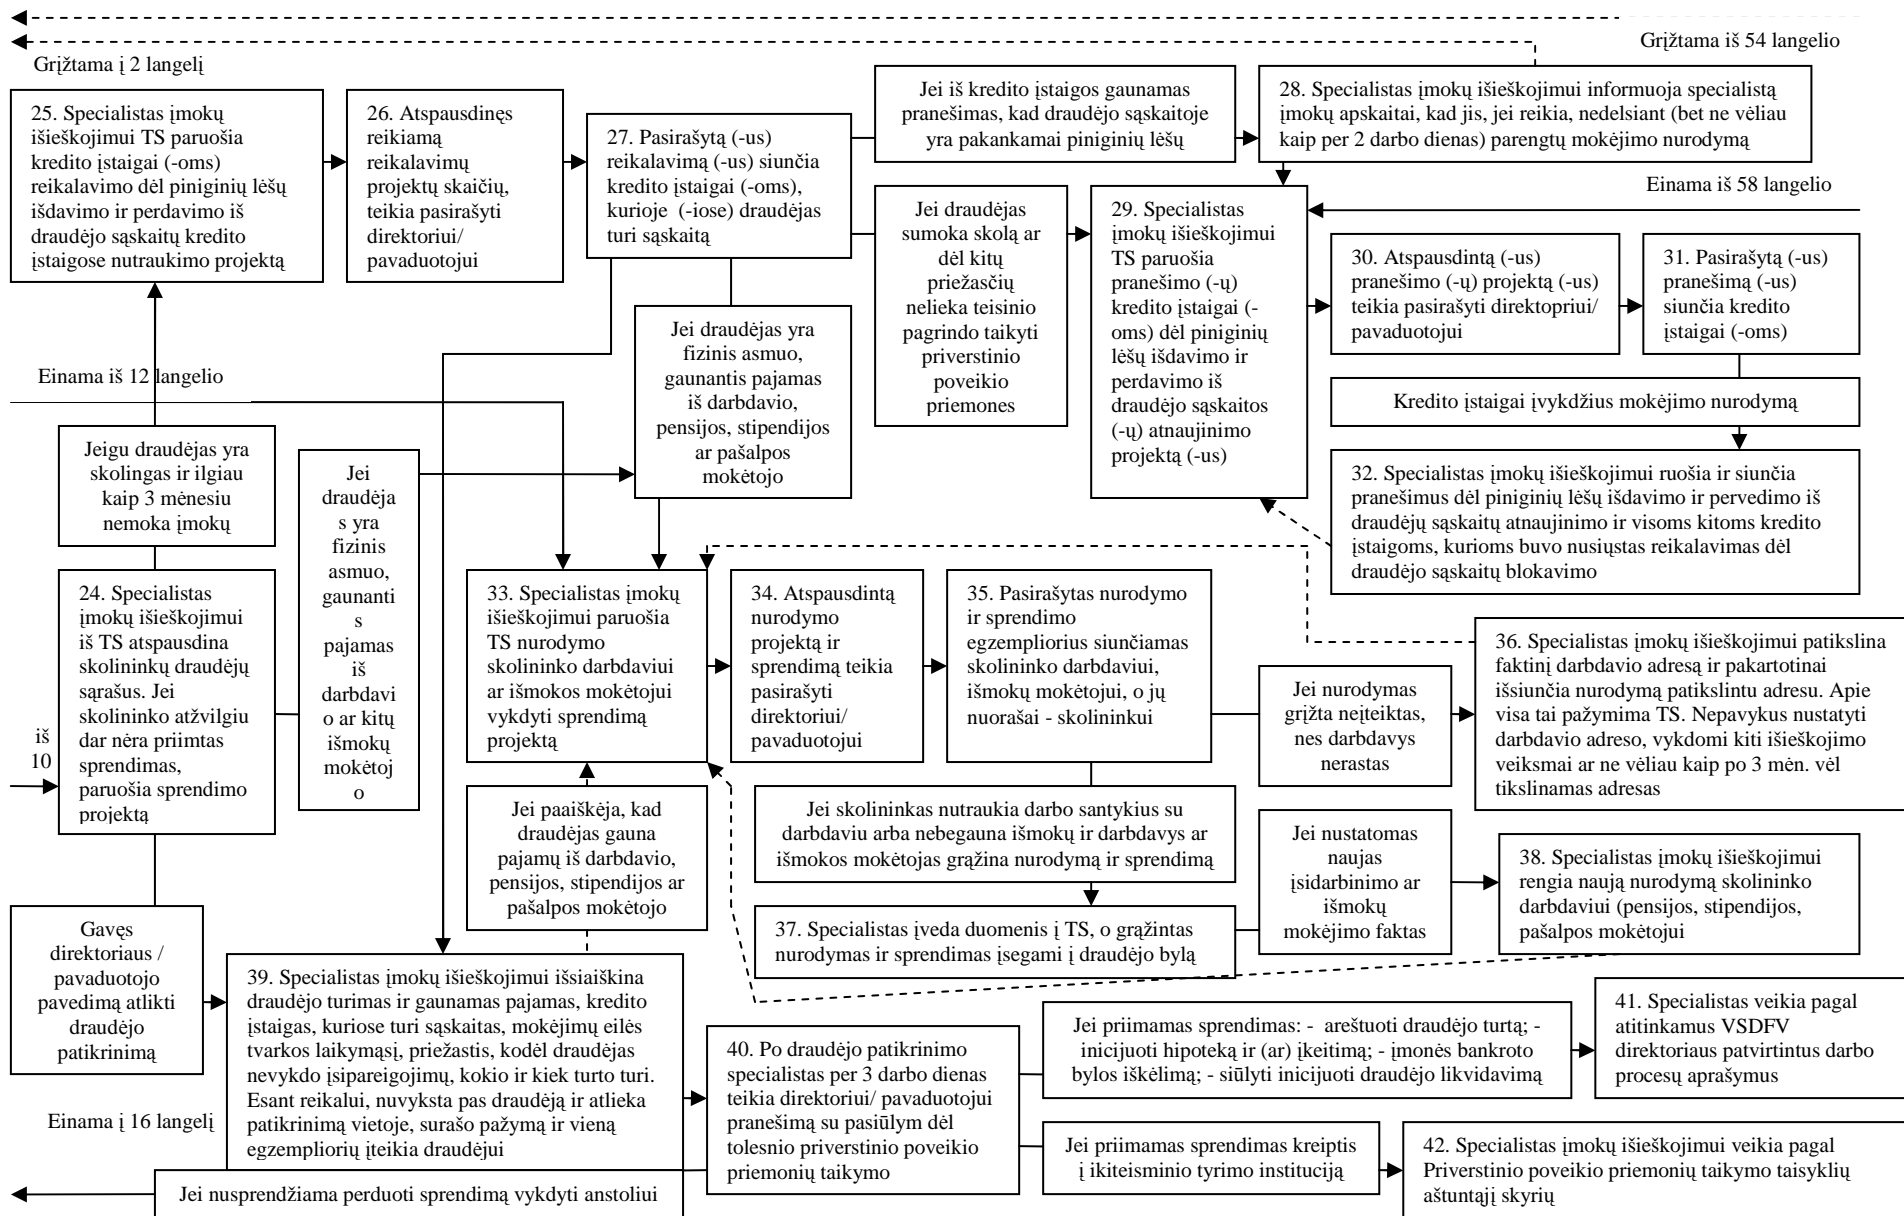 Grįžtama iš 54 langelio
Grįžtama į 2 langelį
25. Specialistas įmokų
išieškojimui TS paruošia
kredito įstaigai (-oms)
reikalavimo dėl piniginių lėšų
išdavimo ir perdavimo iš
draudėjo sąskaitų kredito
įstaigose nutraukimo projektą
26. Atspausdinęs
reikiamą
reikalavimų
projektų skaičių,
teikia pasirašyti
direktoriui/
pavaduotojui
27. Pasirašytą (-us)
reikalavimą (-us) siunčia
kredito įstaigai (-oms),
kurioje (-iose) draudėjas
turi sąskaitą
Jei iš kredito įstaigos gaunamas
pranešimas, kad draudėjo sąskaitoje
yra pakankamai piniginių lėšų
28. Specialistas įmokų išieškojimui informuoja specialistą
įmokų apskaitai, kad jis, jei reikia, nedelsiant (bet ne vėliau
kaip per 2 darbo dienas) parengtų mokėjimo nurodymą
Einama iš 58 langelio
Jei draudėjas
sumoka skolą ar
dėl kitų
priežasčių
nelieka teisinio
pagrindo taikyti
priverstinio
poveikio
priemones
29. Specialistas
įmokų išieškojimui
TS paruošia
pranešimo (-ų)
kredito įstaigai (-
oms) dėl piniginių
lėšų išdavimo ir
perdavimo iš
draudėjo sąskaitos
(-ų) atnaujinimo
projektą (-us)
30. Atspausdintą (-us)
pranešimo (-ų) projektą (-us)
teikia pasirašyti direktopriui/
pavaduotojui
31. Pasirašytą (-us)
pranešimą (-us)
siunčia kredito
įstaigai (-oms)
Jei draudėjas yra
fizinis asmuo,
gaunantis pajamas
iš darbdavio,
pensijos, stipendijos
ar pašalpos
mokėtojo
Einama iš 12 langelio
Kredito įstaigai įvykdžius mokėjimo nurodymą
Jeigu draudėjas yra
skolingas ir ilgiau
kaip 3 mėnesiu
nemoka įmokų
Jei
draudėja
s yra
fizinis
asmuo,
gaunanti
s
pajamas
iš
darbdavi
o ar kitų
išmokų
mokėtoj
o
32. Specialistas įmokų išieškojimui ruošia ir siunčia
pranešimus dėl piniginių lėšų išdavimo ir pervedimo iš
draudėjų sąskaitų atnaujinimo ir visoms kitoms kredito
įstaigoms, kurioms buvo nusiųstas reikalavimas dėl
draudėjo sąskaitų blokavimo
iš
10
24. Specialistas
įmokų išieškojimui
iš TS atspausdina
skolininkų draudėjų
sąrašus. Jei
skolininko atžvilgiu
dar nėra priimtas
sprendimas,
paruošia sprendimo
projektą
33. Specialistas įmokų
išieškojimui paruošia
TS nurodymo
skolininko darbdaviui
ar išmokos mokėtojui
vykdyti sprendimą
projektą
34. Atspausdintą
nurodymo
projektą ir
sprendimą teikia
pasirašyti
direktoriui/
pavaduotojui
35. Pasirašytas nurodymo
ir sprendimo
egzempliorius siunčiamas
skolininko darbdaviui,
išmokų mokėtojui, o jų
nuorašai - skolininkui
Jei nurodymas
grįžta neįteiktas,
nes darbdavys
nerastas
36. Specialistas įmokų išieškojimui patikslina
faktinį darbdavio adresą ir pakartotinai
išsiunčia nurodymą patikslintu adresu. Apie
visa tai pažymima TS. Nepavykus nustatyti
darbdavio adreso, vykdomi kiti išieškojimo
veiksmai ar ne vėliau kaip po 3 mėn. vėl
tikslinamas adresas
Jei paaiškėja, kad
draudėjas gauna
pajamų iš darbdavio,
pensijos, stipendijos ar
pašalpos mokėtojo
Jei skolininkas nutraukia darbo santykius su
darbdaviu arba nebegauna išmokų ir darbdavys ar
išmokos mokėtojas grąžina nurodymą ir sprendimą
Jei nustatomas
naujas
įsidarbinimo ar
išmokų
mokėjimo faktas
38. Specialistas įmokų išieškojimui
rengia naują nurodymą skolininko
darbdaviui (pensijos, stipendijos,
pašalpos mokėtojui
37. Specialistas įveda duomenis į TS, o grąžintas
nurodymas ir sprendimas įsegami į draudėjo bylą
Gavęs
direktoriaus /
pavaduotojo
pavedimą atlikti
draudėjo
patikrinimą
39. Specialistas įmokų išieškojimui išsiaiškina
draudėjo turimas ir gaunamas pajamas, kredito
įstaigas, kuriose turi sąskaitas, mokėjimų eilės
tvarkos laikymąsį, priežastis, kodėl draudėjas
nevykdo įsipareigojimų, kokio ir kiek turto turi.
Esant reikalui, nuvyksta pas draudėją ir atlieka
patikrinimą vietoje, surašo pažymą ir vieną
egzempliorių įteikia draudėjui
40. Po draudėjo patikrinimo
specialistas per 3 darbo dienas
teikia direktoriui/ pavaduotojui
pranešimą su pasiūlym dėl
tolesnio priverstinio poveikio
priemonių taikymo
Jei priimamas sprendimas: - areštuoti draudėjo turtą; -
inicijuoti hipoteką ir (ar) įkeitimą; - įmonės bankroto
bylos iškėlimą; - siūlyti inicijuoti draudėjo likvidavimą
41. Specialistas veikia pagal
atitinkamus VSDFV
direktoriaus patvirtintus darbo
procesų aprašymus
Einama į 16 langelį
Jei priimamas sprendimas kreiptis
į ikiteisminio tyrimo instituciją
42. Specialistas įmokų išieškojimui veikia pagal
Priverstinio poveikio priemonių taikymo taisyklių
aštuntąjį skyrių
Jei nusprendžiama perduoti sprendimą vykdyti anstoliui